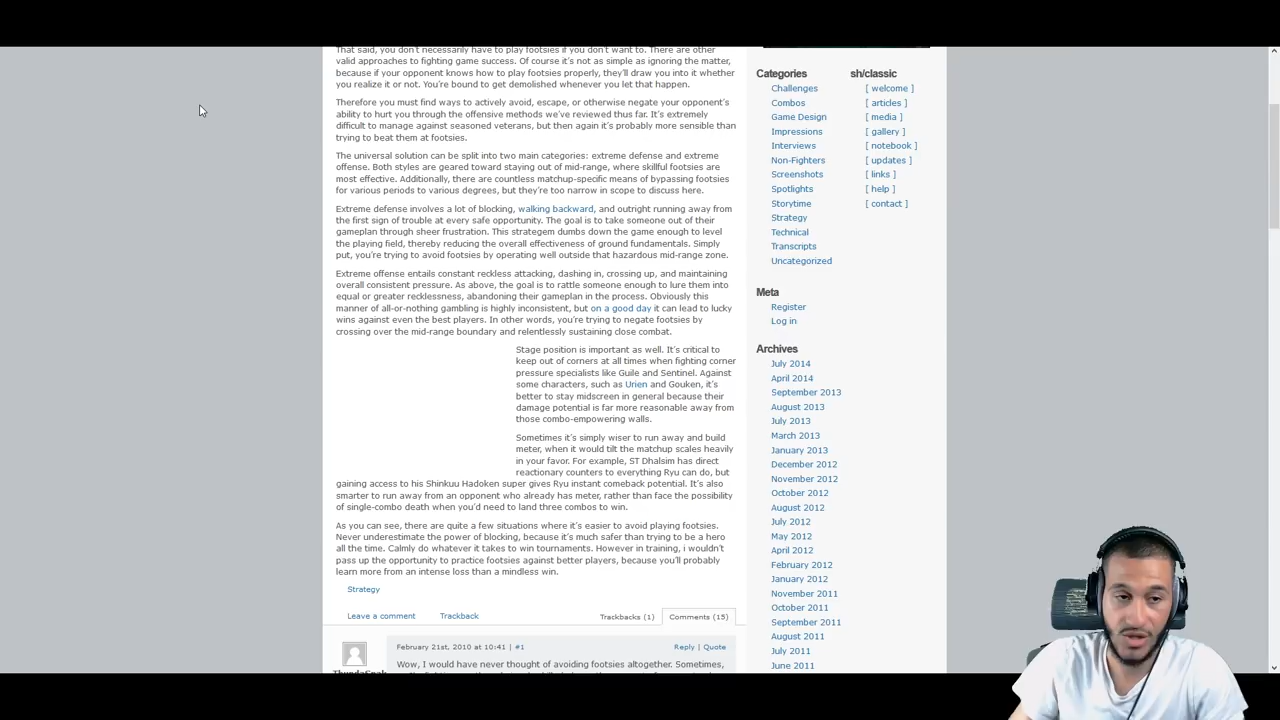 That said, you don't necessarily have to play footsies if you don't want to. There are other
valid approaches to fighting game success. Of course it's not as simple as ignoring the matter,
because if your opponent knows how to play footsies properly, they'll draw you into it whether
you realize it or not. You're bound to get demolished whenever you let that happen.
Therefore you must find ways to actively avoid, escape, or otherwise negate your opponent's
ability to hurt you through the offensive methods we've reviewed thus far. It's extremely
difficult to manage against seasoned veterans, but then again it's probably more sensible than
trying to beat them at footsies.
The universal solution can be split into two main categories: extreme defense and extreme
offense. Both styles are geared toward staying out of mid-range, where skillful footsies are
most effective. Additionally, there are countless matchup-specific means of bypassing footsies
for various periods to various degrees, but they're too narrow in scope to discuss here.
Extreme defense involves a lot of blocking, walking backward, and outright running away from
the first sign of trouble at every safe opportunity. The goal is to take someone out of their
gameplan through sheer frustration. This strategem dumbs down the game enough to level
the playing field, thereby reducing the overall effectiveness of ground fundamentals. Simply
put, you're trying to avoid footsies by operating well outside that hazardous mid-range zone.
Extreme offense entails constant reckless attacking, dashing in, crossing up, and maintaining
overall consistent pressure. As above, the goal is to rattle someone enough to lure them into
equal or greater recklessness, abandoning their gameplan in the process. Obviously this
manner of all-or-nothing gambling is highly inconsistent, but on a good day it can lead to lucky
wins against even the best players. In other words, you're trying to negate footsies by
crossing over the mid-range boundary and relentlessly sustaining close combat.
Stage position is important as well. It's critical to
keep out of corners at all times when fighting corner
pressure specialists like Guile and Sentinel. Against
some characters, such as Urien and Gouken, it's
better to stay midscreen in general because their
damage potential is far more reasonable away from
those combo-empowering walls.
Sometimes it's simply wiser to run away and build
meter, when it would tilt the matchup scales heavily
in your favor. For example, ST Dhalsim has direct
reactionary counters to everything Ryu can do, but
gaining access to his Shinkuu Hadoken super gives Ryu instant comeback potential. It's also
smarter to run away from an opponent who already has meter, rather than face the possibility
of single-combo death when you'd need to land three combos to win.
As you can see, there are quite a few situations where it's easier to avoid playing footsies.
Never underestimate the power of blocking, because it's much safer than trying to be a hero
all the time. Calmly do whatever it takes to win tournaments. However in training, i wouldn't
pass up the opportunity to practice footsies against better players, because you'll probably
learn more from an intense loss than a mindless win.
Strategy
Leave a comment Trackback Trackbacks (1) Comments (15)
February 21st, 2010 at 10:41 | #1 Reply | Quote
Wow, I would have never thought of avoiding footsies altogether. Sometimes,
Categories
Challenges
Combos
Game Design
Impressions
Interviews
Non-Fighters
Screenshots
Spotlights
Storytime
Strategy
Technical
Transcripts
Uncategorized
sh/classic
[ welcome ]
[ articles ]
[ media ]
[ gallery ]
[ notebook ]
[ updates ]
[ links ]
[ help ]
[ contact ]
Meta
Register
Log in
Archives
July 2014
April 2014
September 2013
August 2013
July 2013
March 2013
January 2013
December 2012
November 2012
October 2012
August 2012
July 2012
May 2012
April 2012
February 2012
January 2012
November 2011
October 2011
September 2011
August 2011
July 2011
June 2011